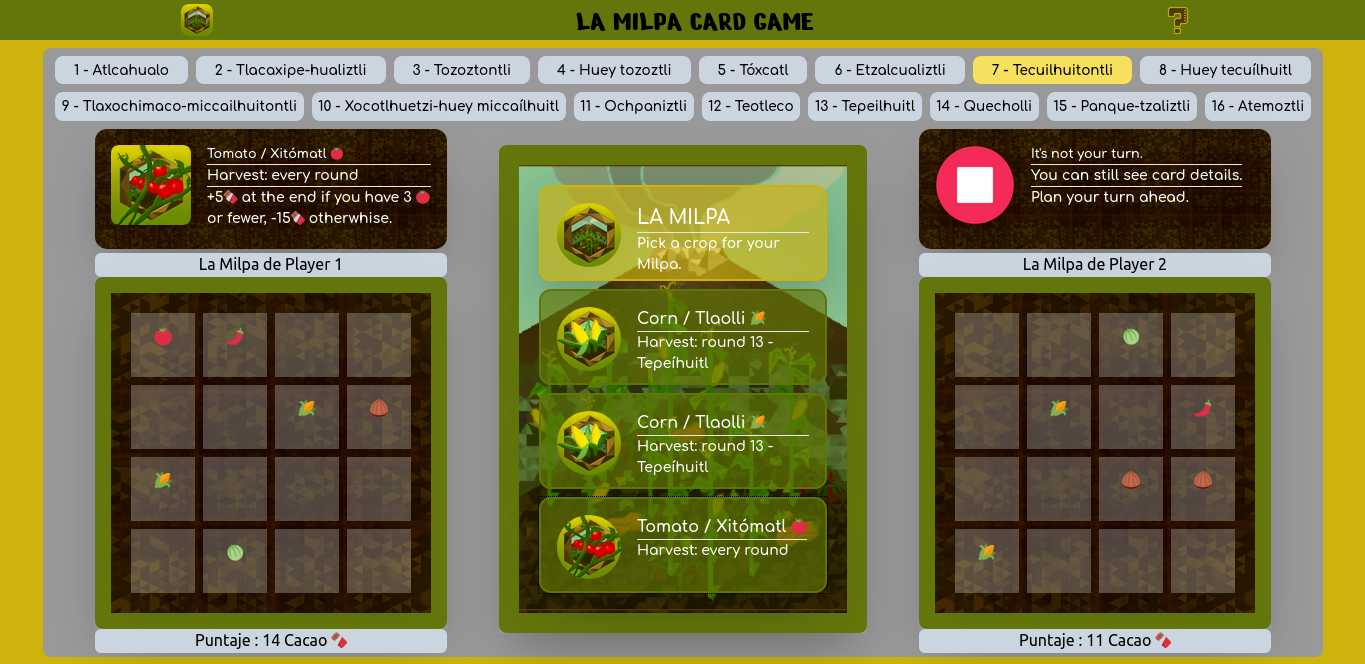 LA MILPA CARD GAME
1 - Atlcahualo
2 - Tlacaxipe-hualiztli
3 - Tozoztontli
4 - Huey tozoztli
5 - Tóxcatl
6 - Etzalcualiztli
7 - Tecuilhuitontli
8 - Huey tecuílhuitl
9 - Tlaxochimaco-miccailhuitontli
10 - Xocotlhuetzi-huey miccaílhuitl
11 - Ochpaniztli
12 - Teotleco
13 - Tepeilhuitl
14 - Quecholli
15 - Panque-tzaliztli
16 - Atemoztli
Tomato / Xitómatl 🍅
Harvest: every round
+5🍫 at the end if you have 3 🍅
or fewer, -15🍫 otherwise.
La Milpa de Player 1
Puntaje : 14 Cacao 🍫
LA MILPA
Pick a crop for your
Milpa.
Corn / Tlaolli 🌽
Harvest: round 13 -
Tepeíhuitl
Corn / Tlaolli 🌽
Harvest: round 13 -
Tepeíhuitl
Tomato / Xitómatl 🍅
Harvest: every round
It's not your turn.
You can still see card details.
Plan your turn ahead.
La Milpa de Player 2
Puntaje : 11 Cacao 🍫